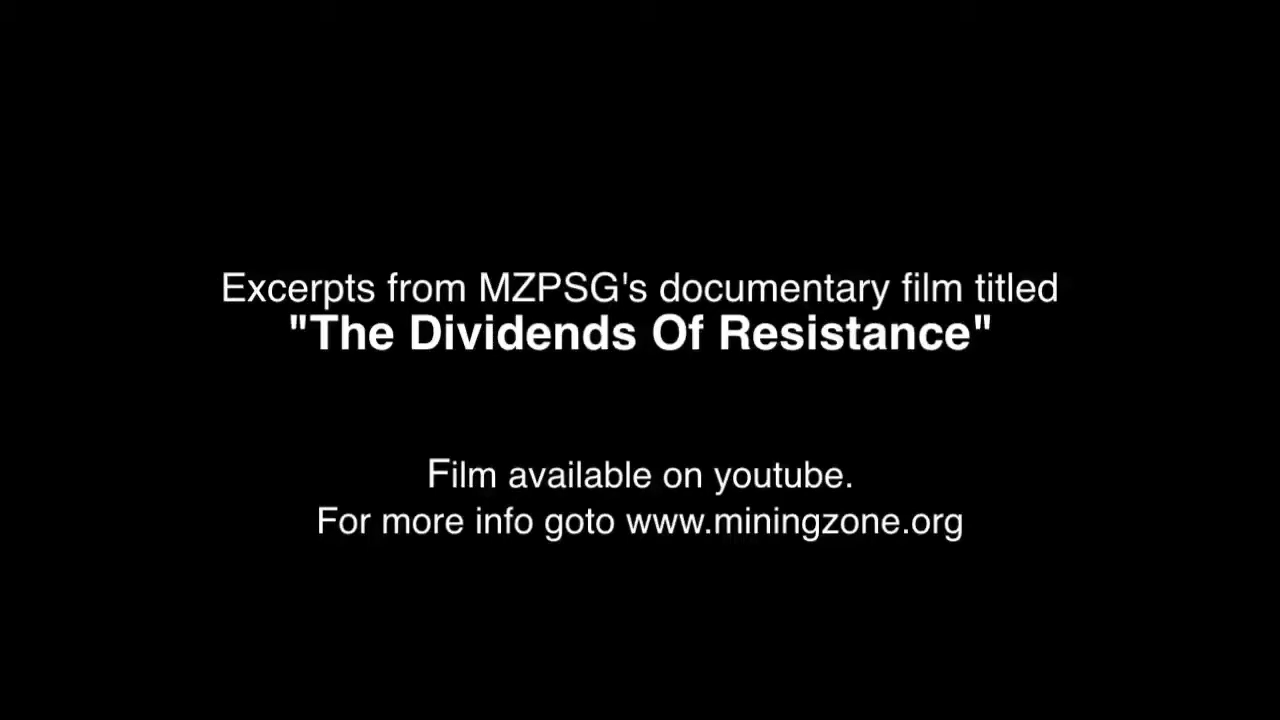 Excerpts from MZPSG's documentary film titled
"The Dividends Of Resistance"
Film available on youtube.
For more info goto www.miningzone.org